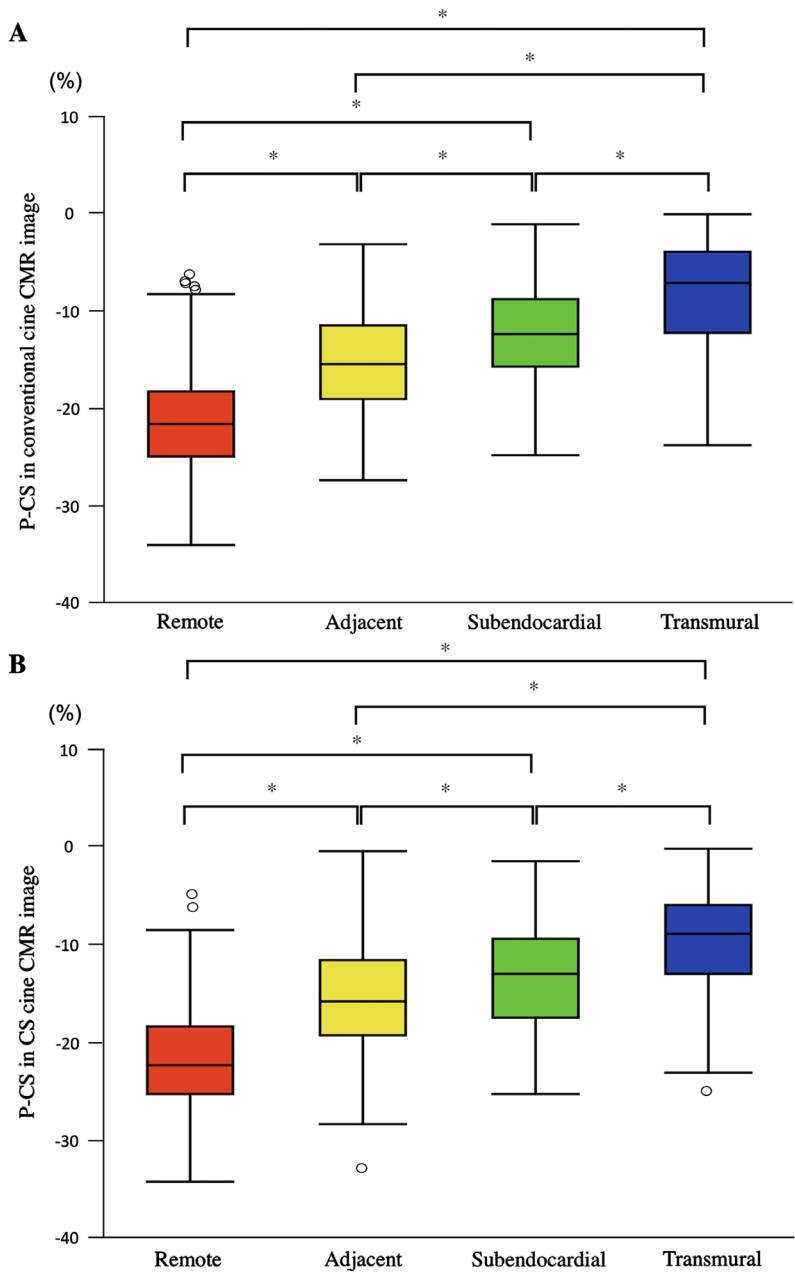 A
(%)
*
*
*
* * *
P-CS in conventional cine CMR image
10
0
-10
-20
-30
-40
Remote Adjacent Subendocardial Transmural
B
(%)
*
*
*
* * *
P-CS in CS cine CMR image
10
0
-10
-20
-30
-40
Remote Adjacent Subendocardial Transmural